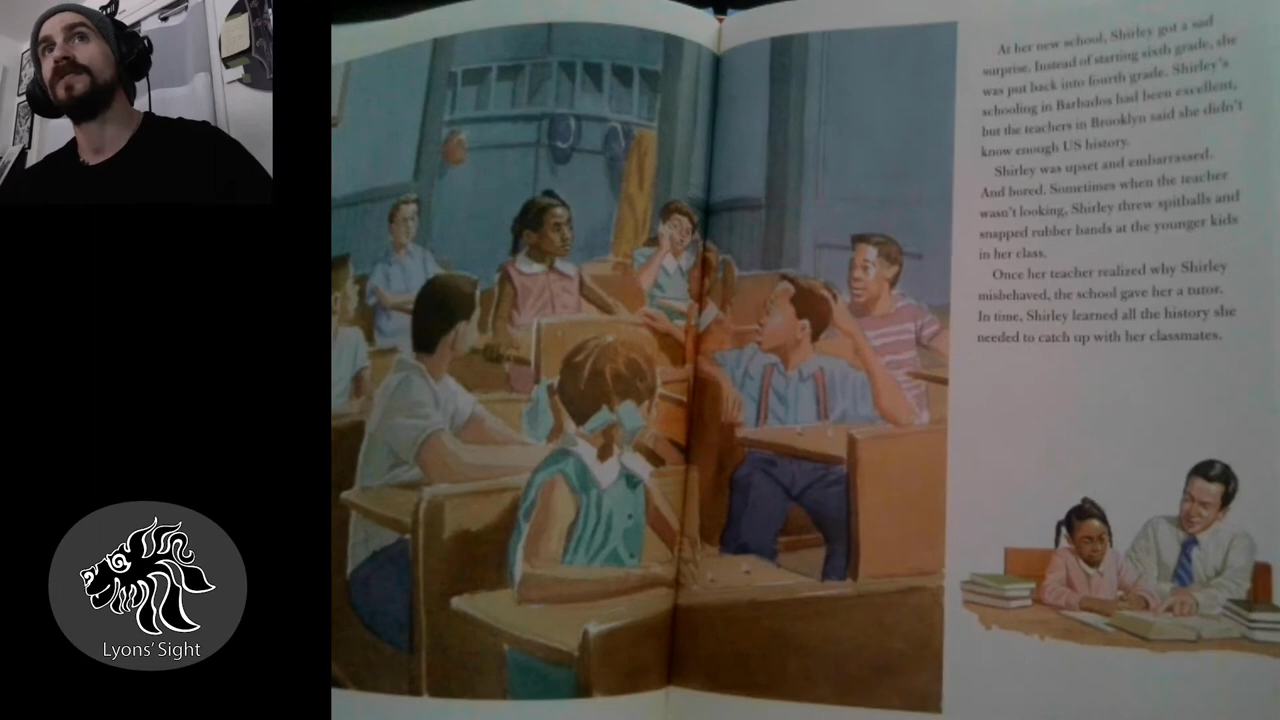 At her new school, Shirley got a sad
surprise. Instead of starting sixth grade, she
was put back into fourth grade. Shirley's
schooling in Barbados had been excellent,
but the teachers in Brooklyn said she didn't
know enough US history.
Shirley was upset and embarrassed.
And bored. Sometimes when the teacher
wasn't looking, Shirley threw spitballs and
snapped rubber bands at the younger kids
in her class.
Once her teacher realized why Shirley
misbehaved, the school gave her a tutor.
In time, Shirley learned all the history she
needed to catch up with her classmates.
Lyons' Sight